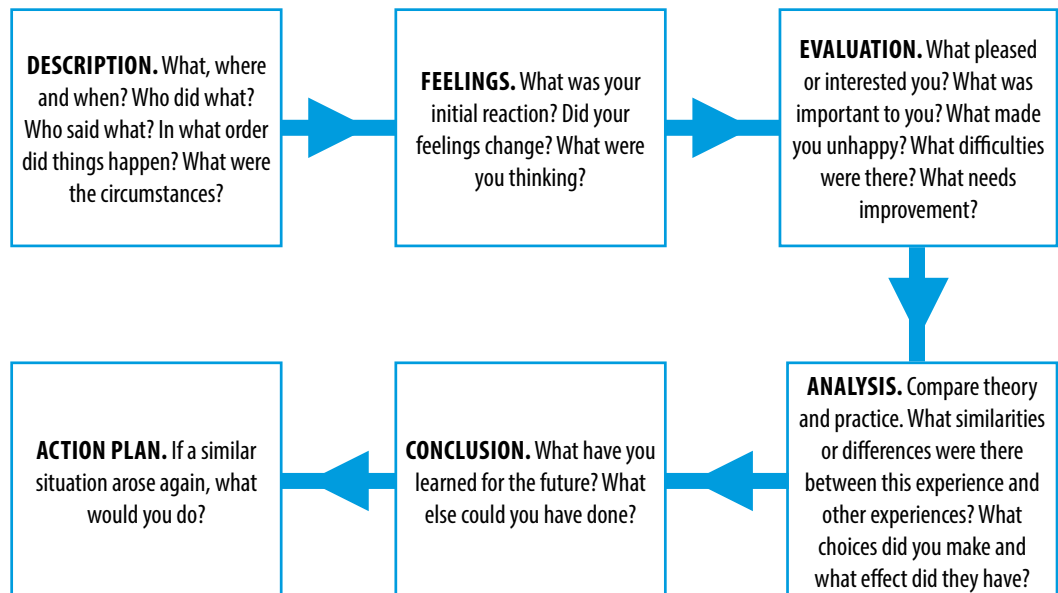 DESCRIPTION. What, where
and when? Who did what?
Who said what? In what order
did things happen? What were
the circumstances?
FEELINGS. What was your
initial reaction? Did your
feelings change? What were
you thinking?
EVALUATION. What pleased
or interested you? What was
important to you? What made
you unhappy? What difficulties
were there? What needs
improvement?
ANALYSIS. Compare theory
and practice. What similarities
or differences were there
between this experience and
other experiences? What
choices did you make and
what effect did they have?
CONCLUSION. What have you
learned for the future? What
else could you have done?
ACTION PLAN. If a similar
situation arose again, what
would you do?